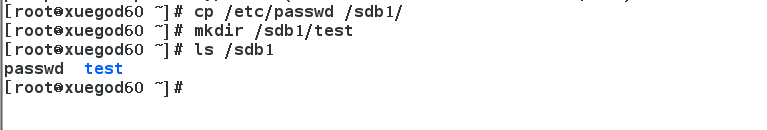 [root@xuegod60 ~]# cp /etc/passwd /sdb1/
[root@xuegod60 ~]# mkdir /sdb1/test
[root@xuegod60 ~]# ls /sdb1
passwd  test
[root@xuegod60 ~]#